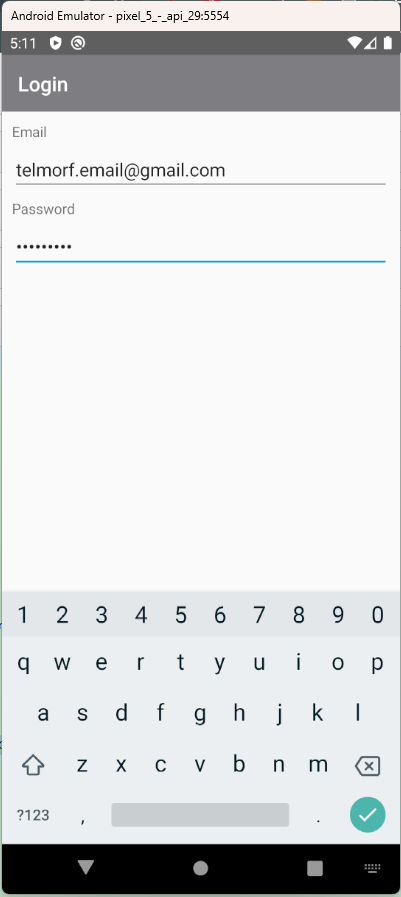 Android Emulator - pixel_5_-_api_29:5554
5:11
Login
Email
telmorf.email@gmail.com
Password
•••••••••
1 2 3 4 5 6 7 8 9 0
q w e r t y u i o p
a s d f g h j k l
z x c v b n m
?123 , .